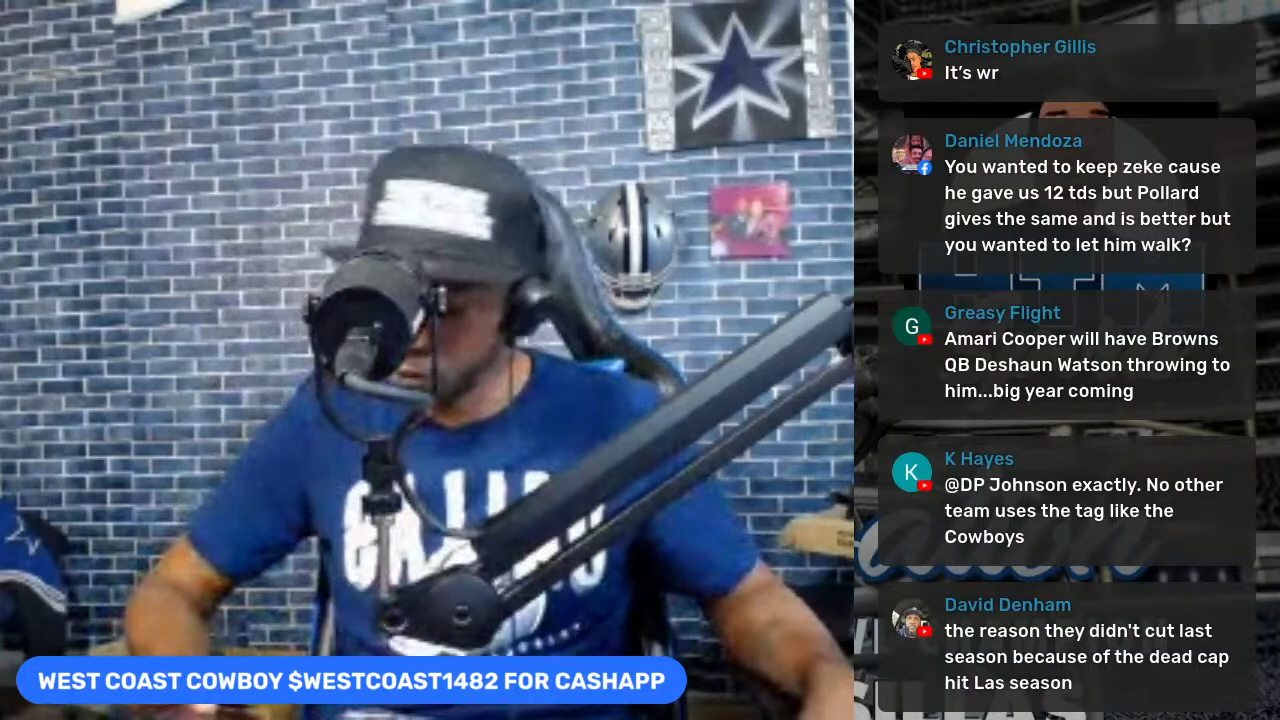 Christopher Gillis
It’s wr
Daniel Mendoza
You wanted to keep zeke cause
he gave us 12 tds but Pollard
gives the same and is better but
you wanted to let him walk?
Greasy Flight
G
Amari Cooper will have Browns
QB Deshaun Watson throwing to
him...big year coming
K Hayes
K
@DP Johnson exactly. No other
team uses the tag like the
Cowboys
David Denham
the reason they didn't cut last
season because of the dead cap
hit Las season
WEST COAST COWBOY $WESTCOAST1482 FOR CASHAPP